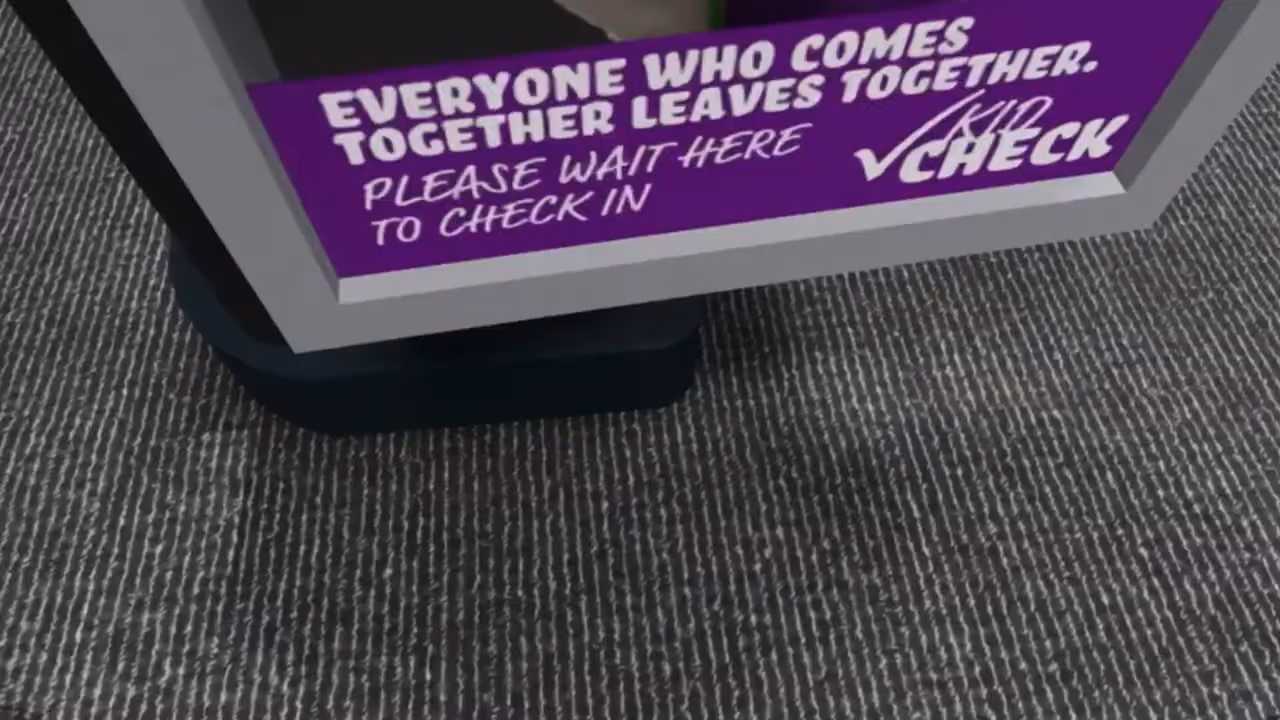 EVERYONE WHO COMES
TOGETHER LEAVES TOGETHER.
PLEASE WAIT HERE
TO CHECK IN
KID
CHECK